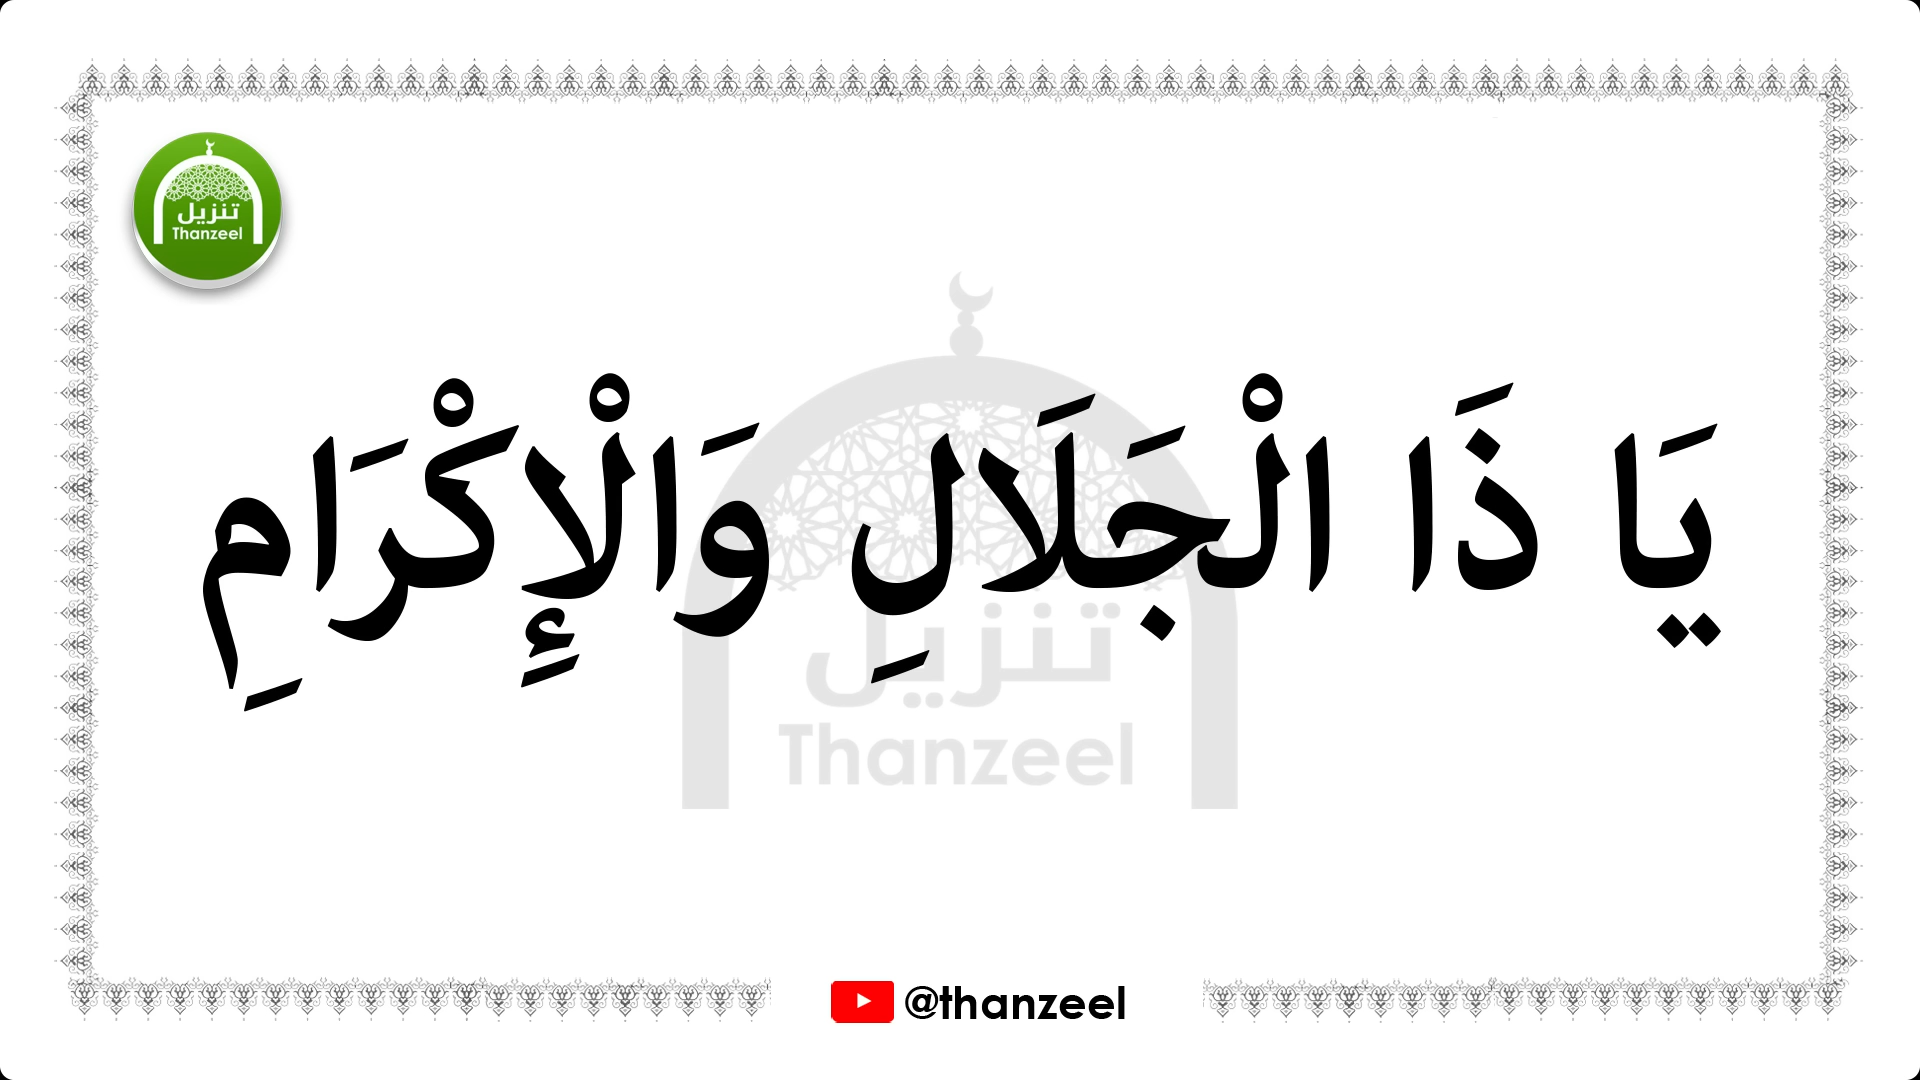 تنزيل
Thanzeel
يَا ذَا الْجَلَالِ وَالْإِكْرَامِ
تنزيل
Thanzeel
@thanzeel